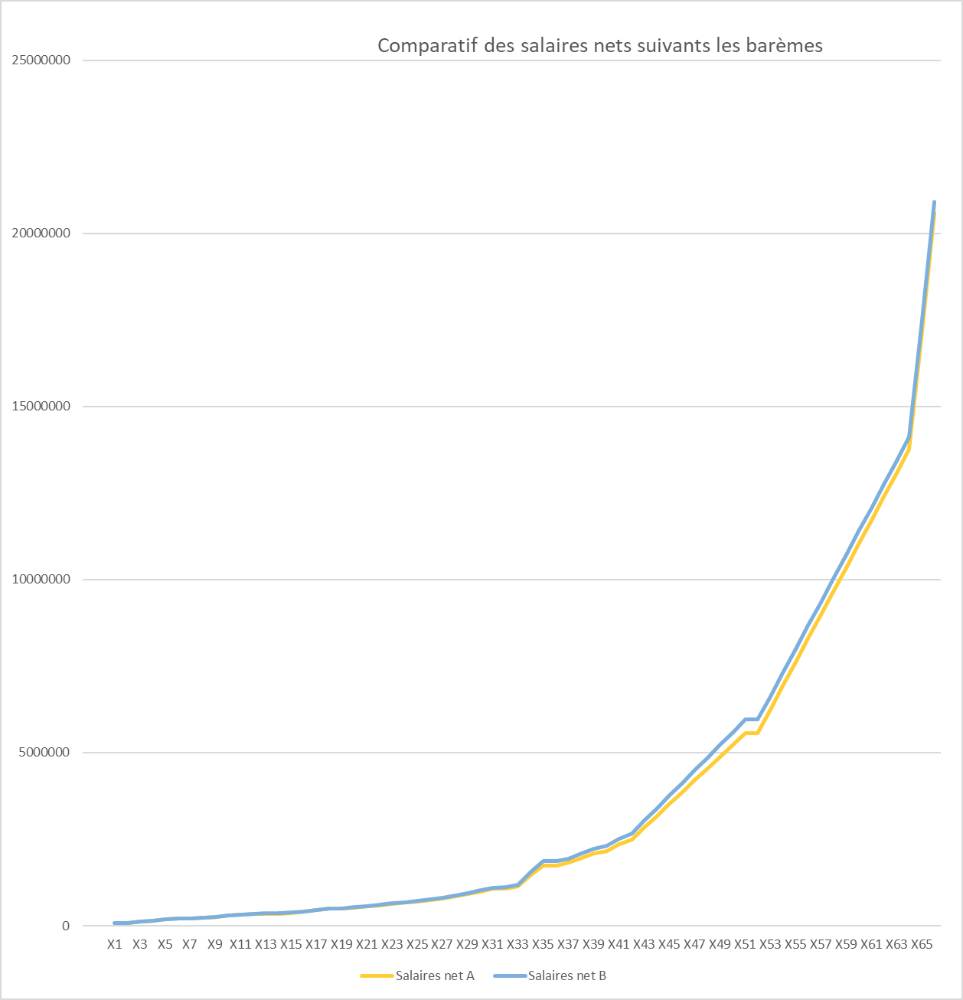 Comparatif des salaires nets suivants les barèmes
25000000
20000000
15000000
10000000
5000000
0
X1 X3 X5 X7 X9 X11 X13 X15 X17 X19 X21 X23 X25 X27 X29 X31 X33 X35 X37 X39 X41 X43 X45 X47 X49 X51 X53 X55 X57 X59 X61 X63 X65
Salaires net A Salaires net B